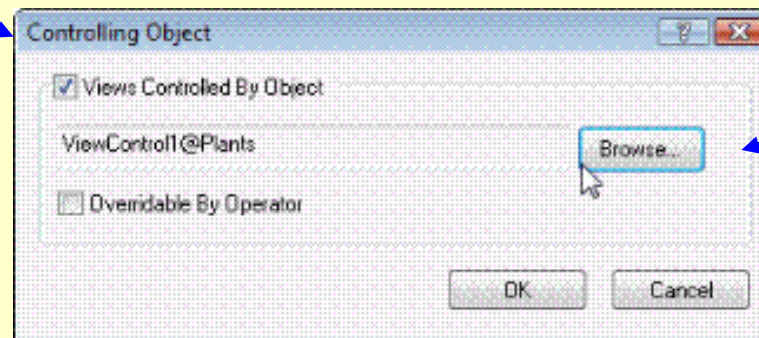 Controlling Object
Views Controlled By Object
ViewControl1@Plants
Browse...
Overridable By Operator
OK
Cancel